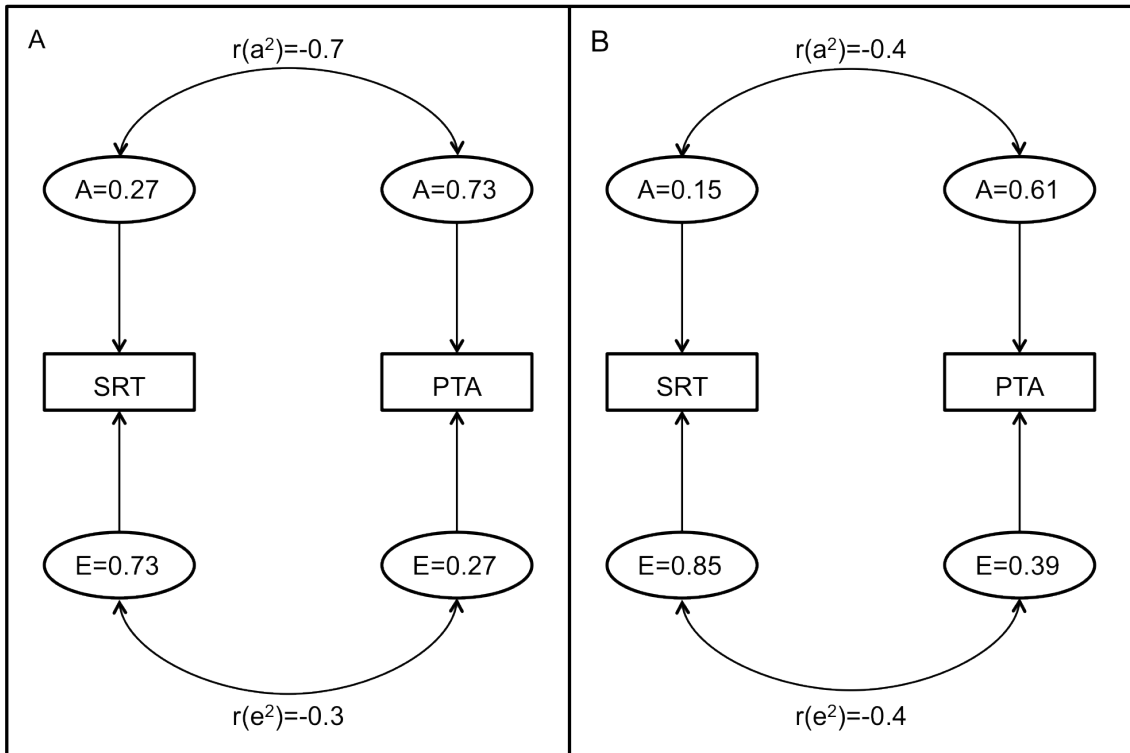 A
r(a²)=-0.7
A=0.27
A=0.73
SRT
PTA
E=0.73
E=0.27
r(e²)=-0.3
B
r(a²)=-0.4
A=0.15
A=0.61
SRT
PTA
E=0.85
E=0.39
r(e²)=-0.4